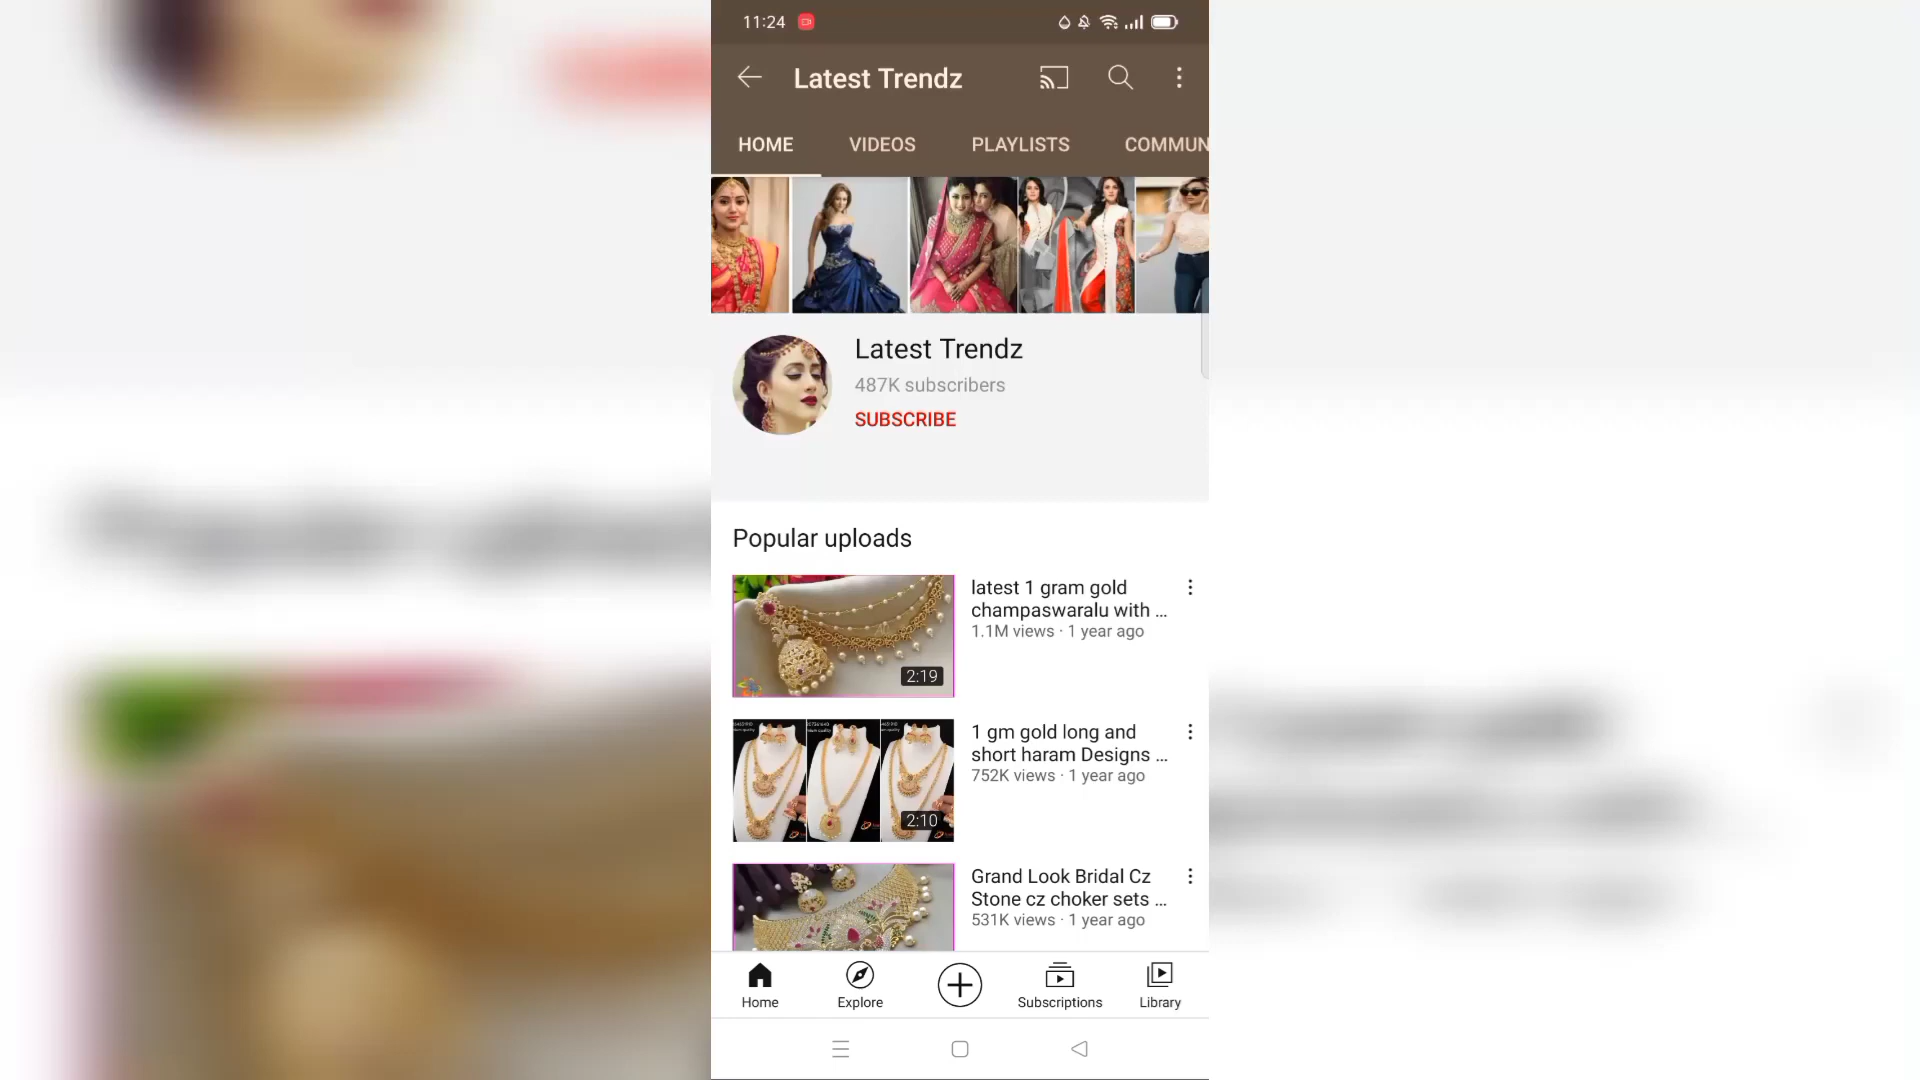 11:24
Latest Trendz
HOME VIDEOS PLAYLISTS COMMUN
Latest Trendz
487K subscribers
SUBSCRIBE
Popular uploads
latest 1 gram gold
champaswaralu with ...
1.1M views · 1 year ago
2:19
1 gm gold long and
short haram Designs ...
752K views · 1 year ago
2:10
Grand Look Bridal Cz
Stone cz choker sets ...
531K views · 1 year ago
Home Explore Subscriptions Library